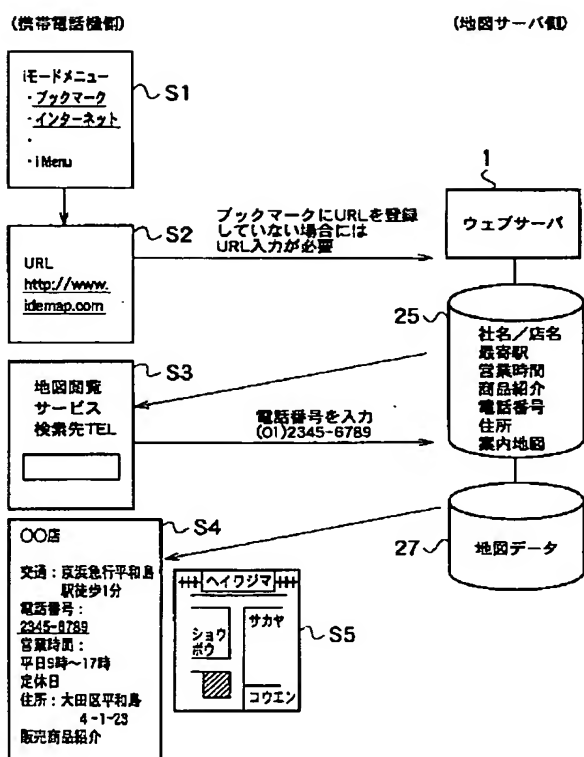 (携帯電話機側)
(地図サーバ側)
iモードメニュー
・ブックマーク
・インターネット
・
・iMenu
S1
URL
http://www.
idemap.com
S2
ブックマークにURLを登録
していない場合には
URL入力が必要
1
ウェブサーバ
25
社名/店名
最寄駅
営業時間
商品紹介
電話番号
住所
案内地図
地図閲覧
サービス
検索先TEL
S3
電話番号を入力
(01)2345-6789
27
地図データ
〇〇店
交通:京浜急行平和島
駅徒歩1分
電話番号:
2345-6789
営業時間:
平日9時~17時
定休日
住所:大田区平和島
4-1-23
販売商品紹介
S4
ヘイワジマ
サカヤ
ショウ
ボウ
コウエン
S5